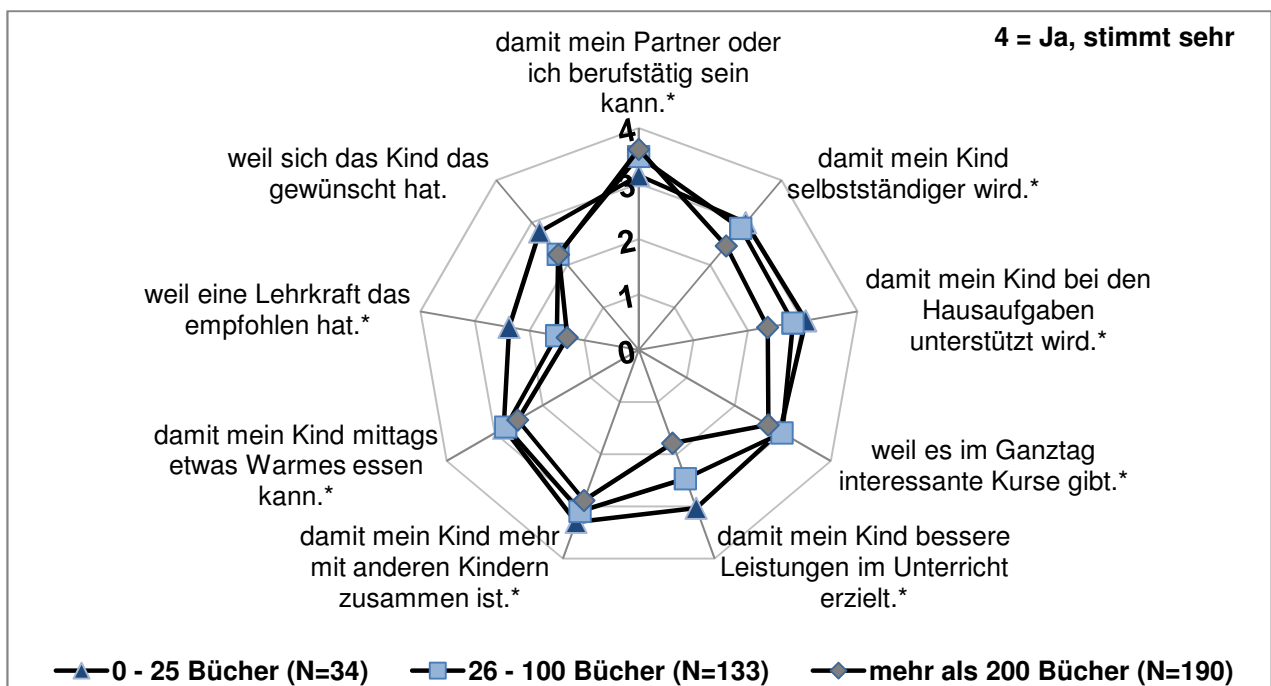 4 = Ja, stimmt sehr
damit mein Partner oder
ich berufstätig sein
kann.*
damit mein Kind
selbstständiger wird.*
damit mein Kind bei den
Hausaufgaben
unterstützt wird.*
weil es im Ganztag
interessante Kurse gibt.*
damit mein Kind bessere
Leistungen im Unterricht
erzielt.*
damit mein Kind mehr
mit anderen Kindern
zusammen ist.*
damit mein Kind mittags
etwas Warmes essen
kann.*
weil eine Lehrkraft das
empfohlen hat.*
weil sich das Kind das
gewünscht hat.
4
3
2
1
0
0 - 25 Bücher (N=34)
26 - 100 Bücher (N=133)
mehr als 200 Bücher (N=190)